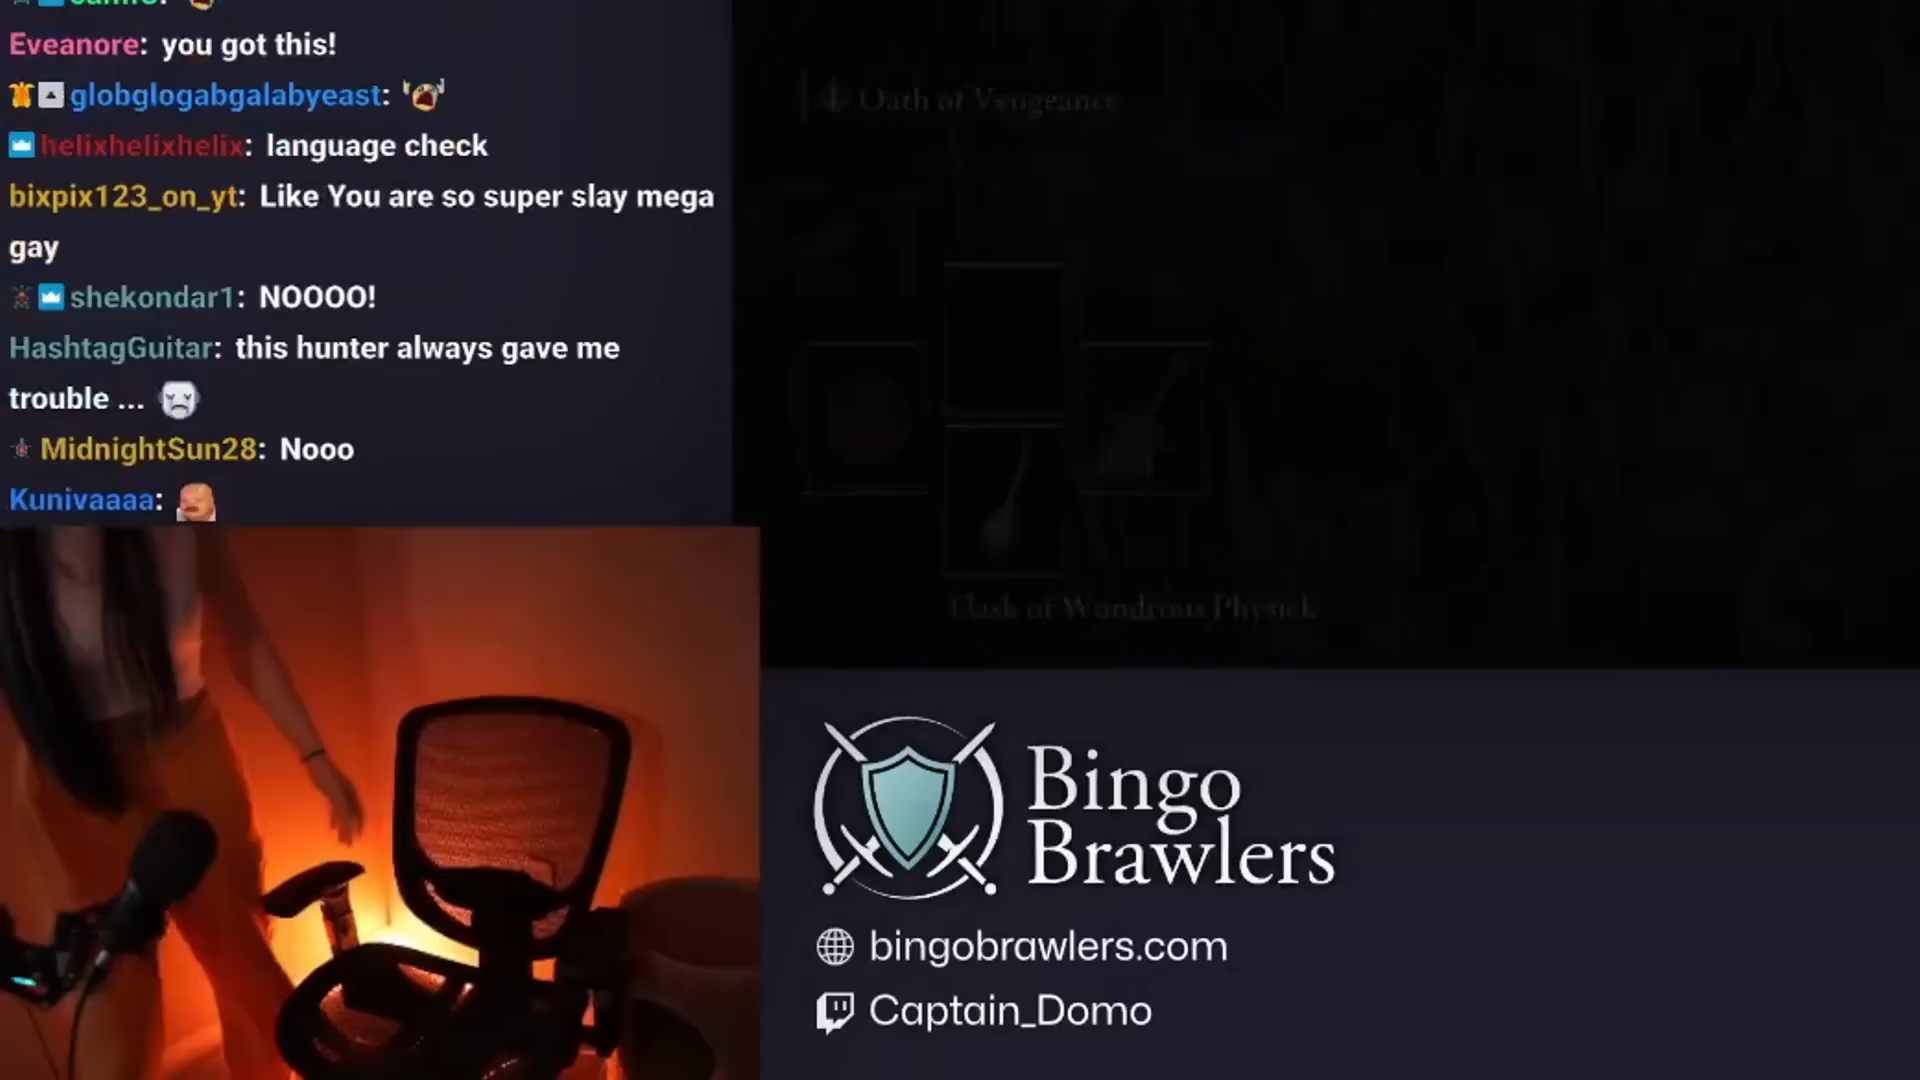 Eveanore: you got this!
globglogabgalabyeast:
helixhelixhelix: language check
bixpix123_on_yt: Like You are so super slay mega
gay
shekondar1: NOOOO!
HashtagGuitar: this hunter always gave me
trouble ...
MidnightSun28: Nooo
Kunivaaaa:
Oath of Vengeance
Flask of Wondrous Physick
Bingo
Brawlers
bingobrawlers.com
Captain_Domo